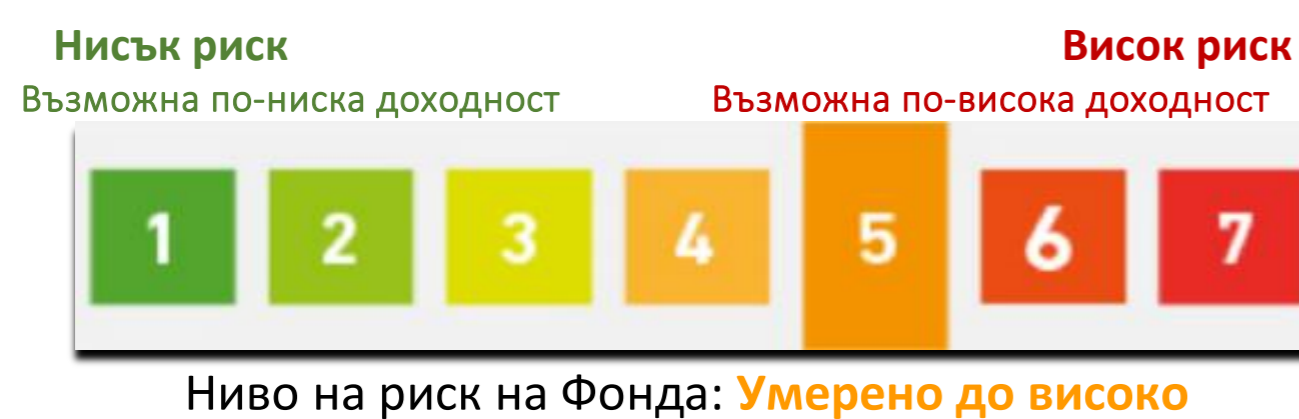 Нисък риск Висок риск
Възможна по-ниска доходност Възможна по-висока доходност
1 2 3 4 5 6 7
Ниво на риск на Фонда: Умерено до високо